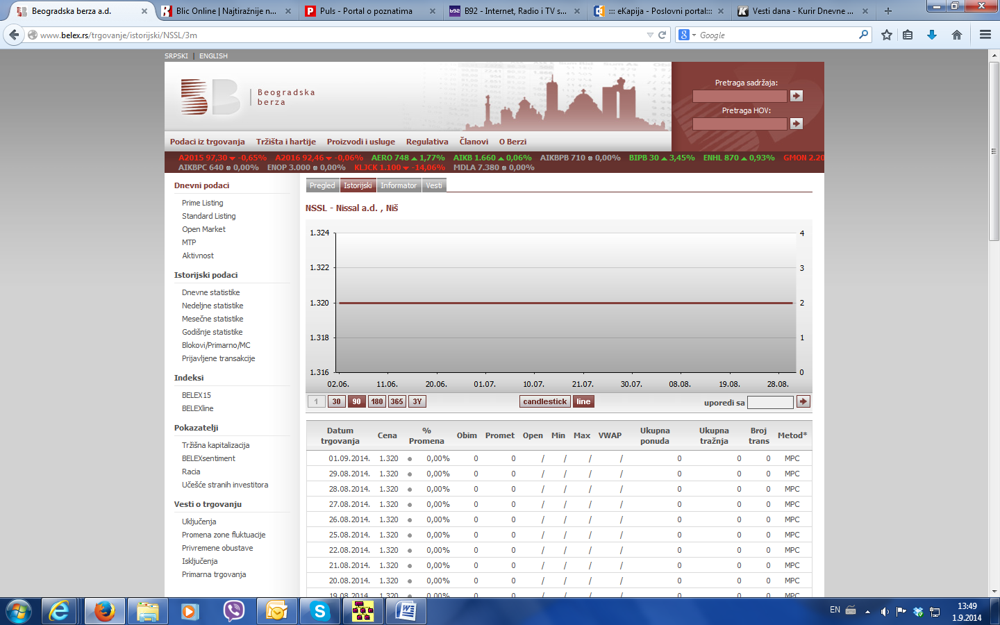 Beogradska berza a.d.
Blic Online | Najtiražnije n...
Puls - Portal o poznatima
B92 - Internet, Radio i TV s...
::: eKapija - Poslovni portal:::
Vesti dana - Kurir Dnevne ...
www.belex.rs/trgovanje/istorijski/NSSL/3m
Google
SRPSKI | ENGLISH
Beogradska
berza
Pretraga sadržaja:
Pretraga HOV:
Podaci iz trgovanja Tržišta i hartije Proizvodi i usluge Regulativa Članovi O Berzi
A2015 97,30 -0,65% A2016 92,46 -0,06% AERO 748 1,77% AIKB 1.660 0,06% AIKBPB 710 0,00% BIPB 30 3,45% ENHL 870 0,93% GMON 2.20
AIKBPC 640 0,00% ENOP 3.000 0,00% KLJCK 1.100 -14,06% MDLA 7.380 0,00%
Dnevni podaci
Prime Listing
Standard Listing
Open Market
MTP
Aktivnost
Istorijski podaci
Dnevne statistike
Nedeljne statistike
Mesečne statistike
Godišnje statistike
Blokovi/Primarno/MC
Prijavljene transakcije
Indeksi
BELEX15
BELEXline
Pokazatelji
Tržišna kapitalizacija
BELEXsentiment
Racia
Učešće stranih investitora
Vesti o trgovanju
Uključenja
Promena zone fluktuacije
Privremene obustave
Isključenja
Primarna trgovanja
Pregled Istorijski Informator Vesti
NSSL - Nissal a.d. , Niš
1.324 4
1.322 3
1.320 2
1.318 1
1.316 0
02.06. 11.06. 20.06. 01.07. 10.07. 21.07. 30.07. 08.08. 19.08. 28.08.
1 30 90 180 365 3Y candlestick line uporedi sa
Datum trgovanja Cena % Promena Obim Promet Open Min Max VWAP Ukupna ponuda Ukupna tražnja Broj trans Metod*
01.09.2014. 1.320 0,00% 0 0 / / / / 0 0 0 MPC
29.08.2014. 1.320 0,00% 0 0 / / / / 0 0 0 MPC
28.08.2014. 1.320 0,00% 0 0 / / / / 0 0 0 MPC
27.08.2014. 1.320 0,00% 0 0 / / / / 0 0 0 MPC
26.08.2014. 1.320 0,00% 0 0 / / / / 0 0 0 MPC
25.08.2014. 1.320 0,00% 0 0 / / / / 0 0 0 MPC
22.08.2014. 1.320 0,00% 0 0 / / / / 0 0 0 MPC
21.08.2014. 1.320 0,00% 0 0 / / / / 0 0 0 MPC
20.08.2014. 1.320 0,00% 0 0 / / / / 0 0 0 MPC
19.08.2014. 1.320 0,00% 0 0 / / / / 0 0 0 MPC
EN
13:49
1.9.2014